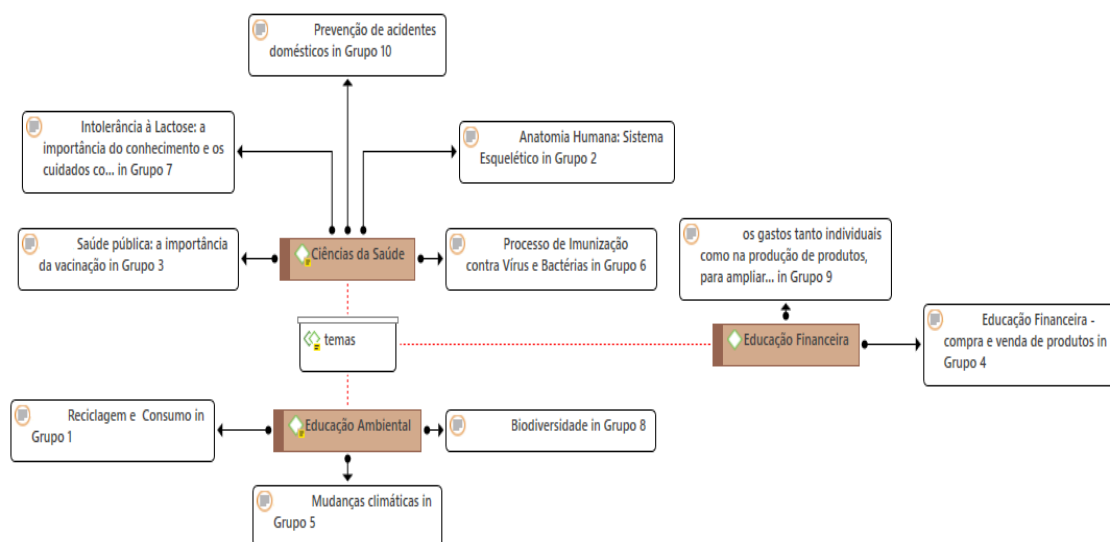 Prevenção de acidentes
domésticos in Grupo 10
Intolerância à Lactose: a
importância do conhecimento e os
cuidados co... in Grupo 7
Anatomia Humana: Sistema
Esquelético in Grupo 2
Saúde pública: a importância
da vacinação in Grupo 3
Ciências da Saúde
Processo de Imunização
contra Vírus e Bactérias in Grupo 6
os gastos tanto individuais
como na produção de produtos,
para ampliar... in Grupo 9
temas
Educação Financeira
Educação Financeira -
compra e venda de produtos in
Grupo 4
Reciclagem e Consumo in
Grupo 1
Educação Ambiental
Biodiversidade in Grupo 8
Mudanças climáticas in
Grupo 5